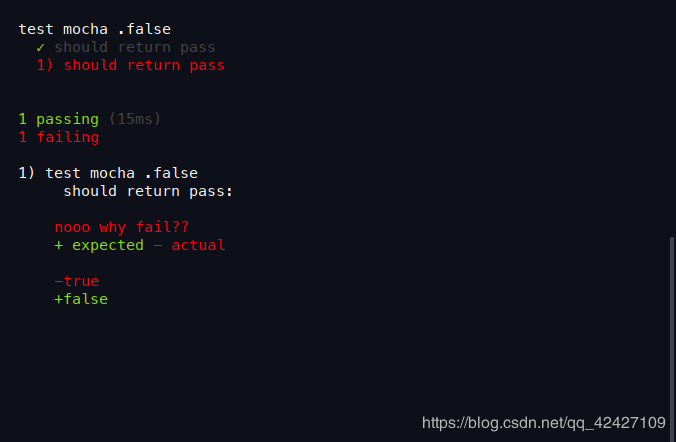 test mocha .false
✓ should return pass
1) should return pass
1 passing (15ms)
1 failing
1) test mocha .false
should return pass:
nooo why fail??
+ expected - actual
-true
+false
https://blog.csdn.net/qq_42427109